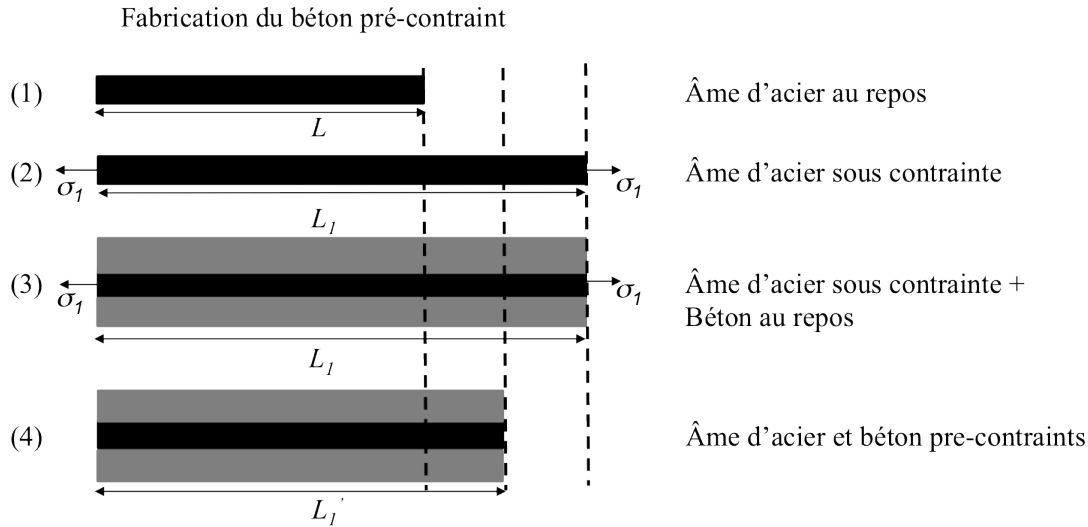 Fabrication du béton pré-contraint
(1)
L
Âme d'acier au repos
(2)
σ1
σ1
L1
Âme d'acier sous contrainte
(3)
σ1
σ1
L1
Âme d'acier sous contrainte +
Béton au repos
(4)
L1'
Âme d'acier et béton pre-contraints